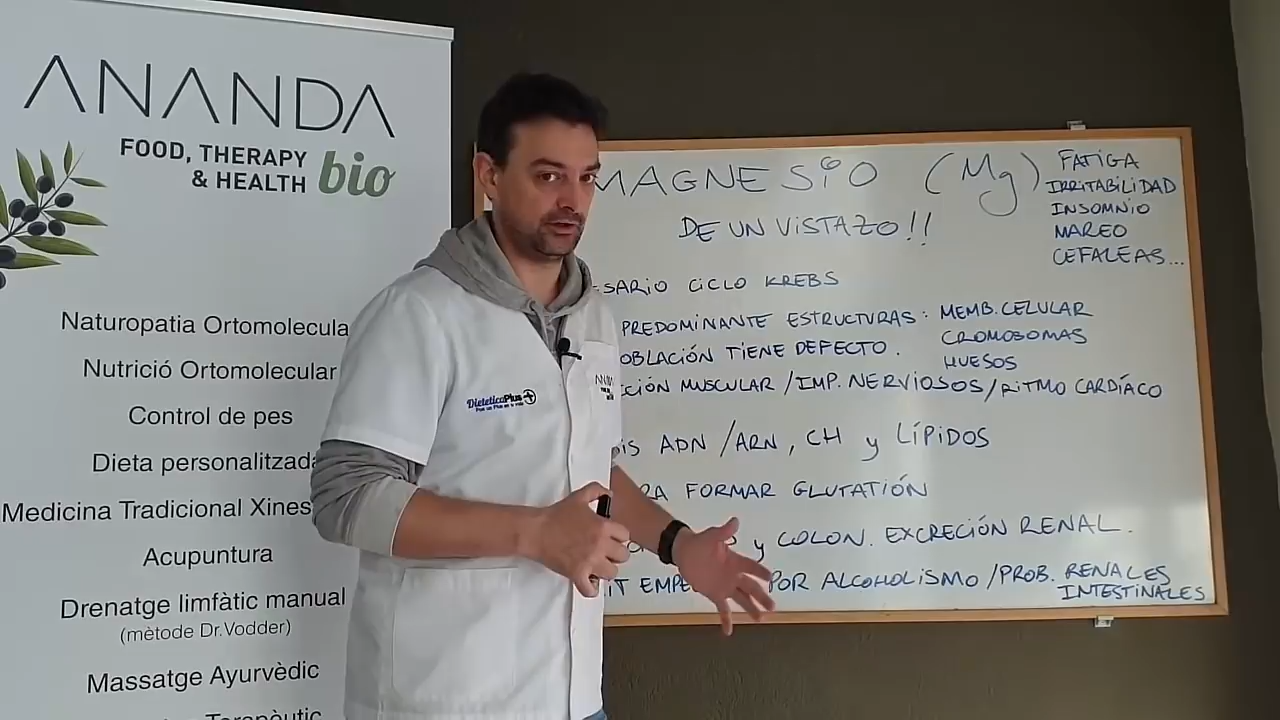 ANANDA
FOOD, THERAPY
& HEALTH bio
Naturopatia Ortomolecula
Nutrició Ortomolecular
Control de pes
Dieta personalitzada
Medicina Tradicional Xines
Acupuntura
Drenatge limfàtic manual
(mètode Dr.Vodder)
Massatge Ayurvèdic
Terapèutic
DieteticaPlus
MAGNESIO (Mg)
DE UN VISTAZO!!
FATIGA
IRRITABILIDAD
INSOMNIO
MAREO
CEFALEAS...
ESARIO CICLO KREBS
PREDOMINANTE ESTRUCTURAS: MEMB. CELULAR
CROMOSOMAS
HUESOS
OBLACIÓN TIENE DEFECTO.
CIÓN MUSCULAR / IMP. NERVIOSOS / RITMO CARDÍACO
IS ADN / ARN, CH y LÍPIDOS
RA FORMAR GLUTATIÓN
y COLON. EXCRECIÓN RENAL.
IT EMPE POR ALCOHOLISMO / PROB. RENALES
INTESTINALES